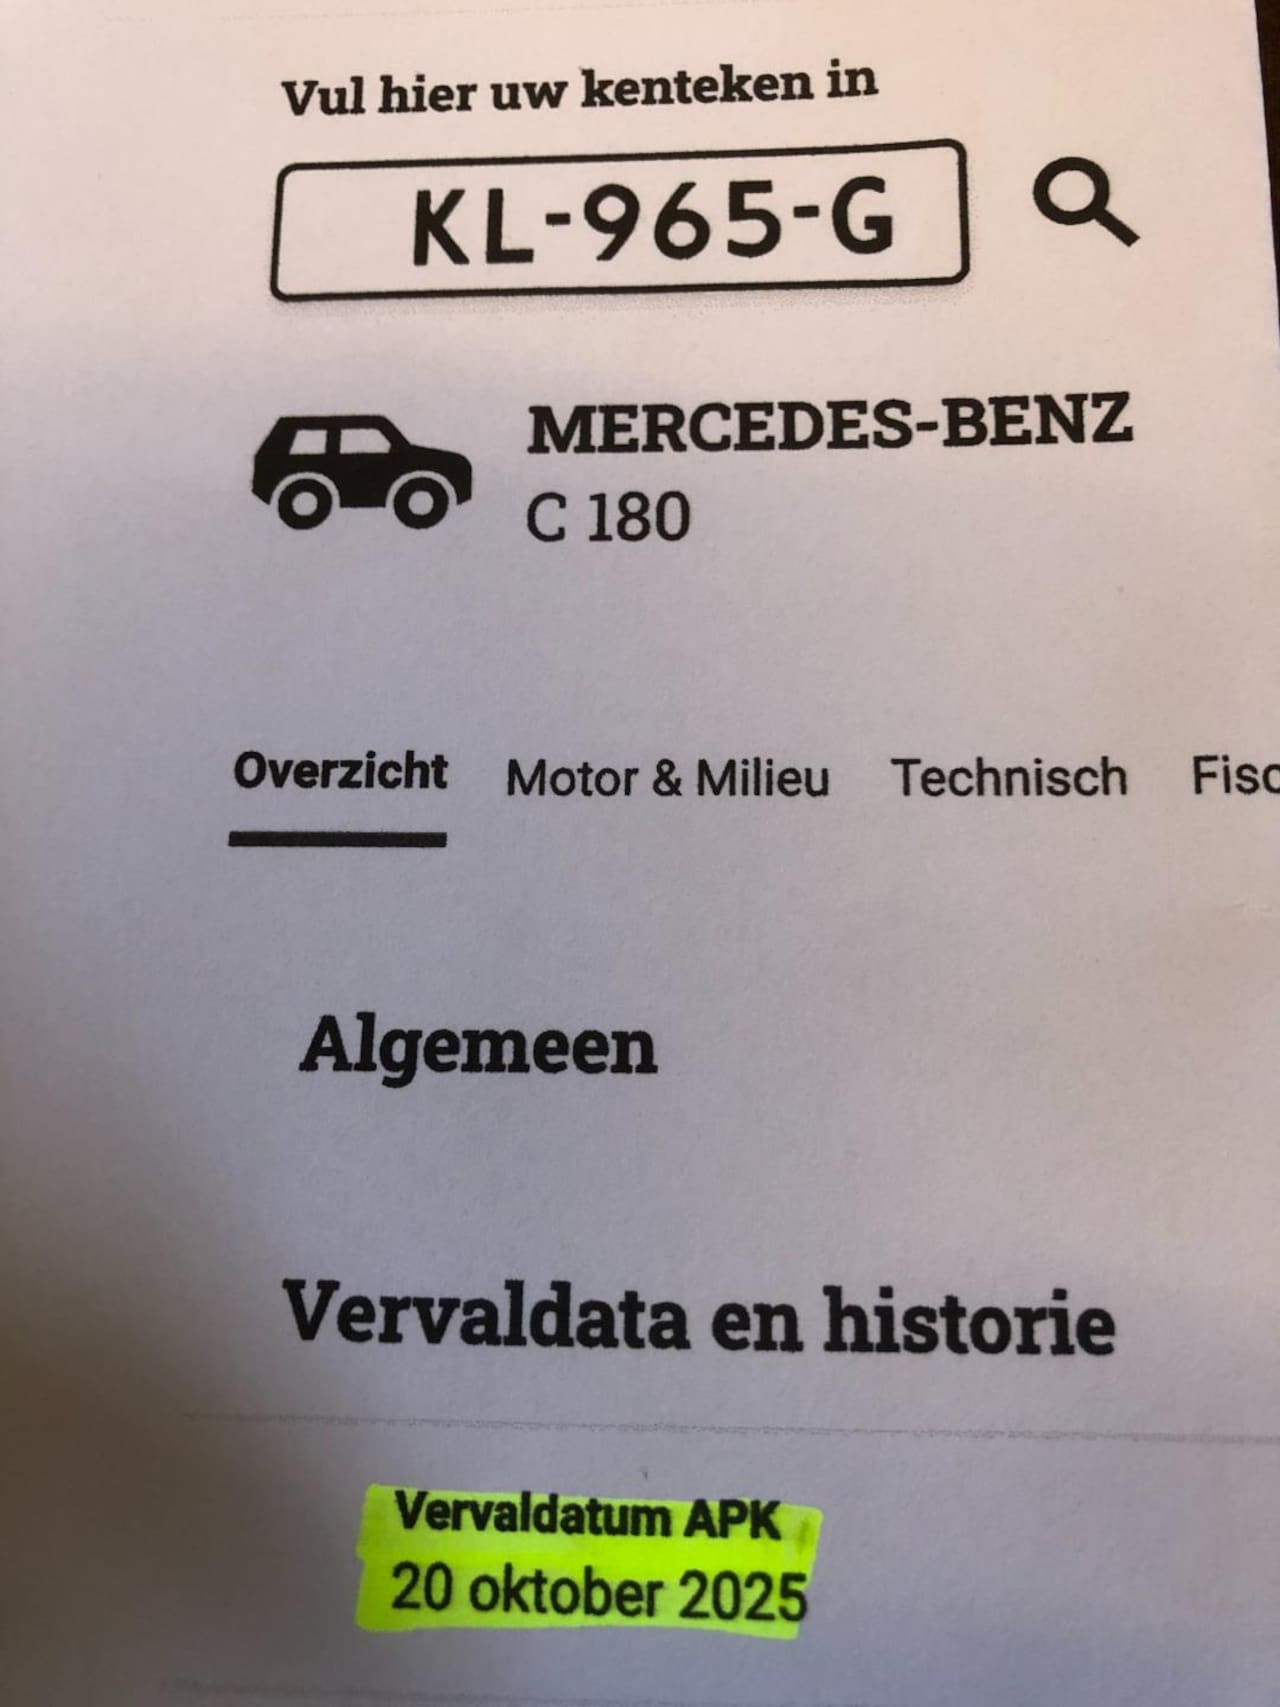 Vul hier uw kenteken in
KL-965-G
MERCEDES-BENZ
C 180
Overzicht Motor & Milieu Technisch Fisc
Algemeen
Vervaldata en historie
Vervaldatum APK
20 oktober 2025